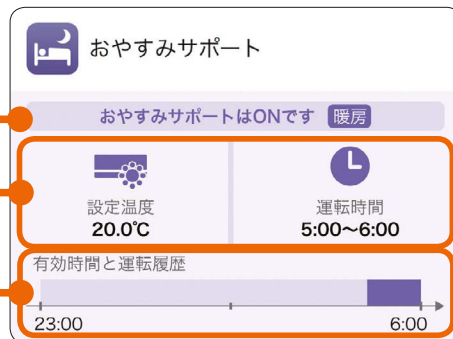 おやすみサポート
おやすみサポートはONです 暖房
設定温度 運転時間
20.0℃ 5:00〜6:00
有効時間と運転履歴
23:00 6:00